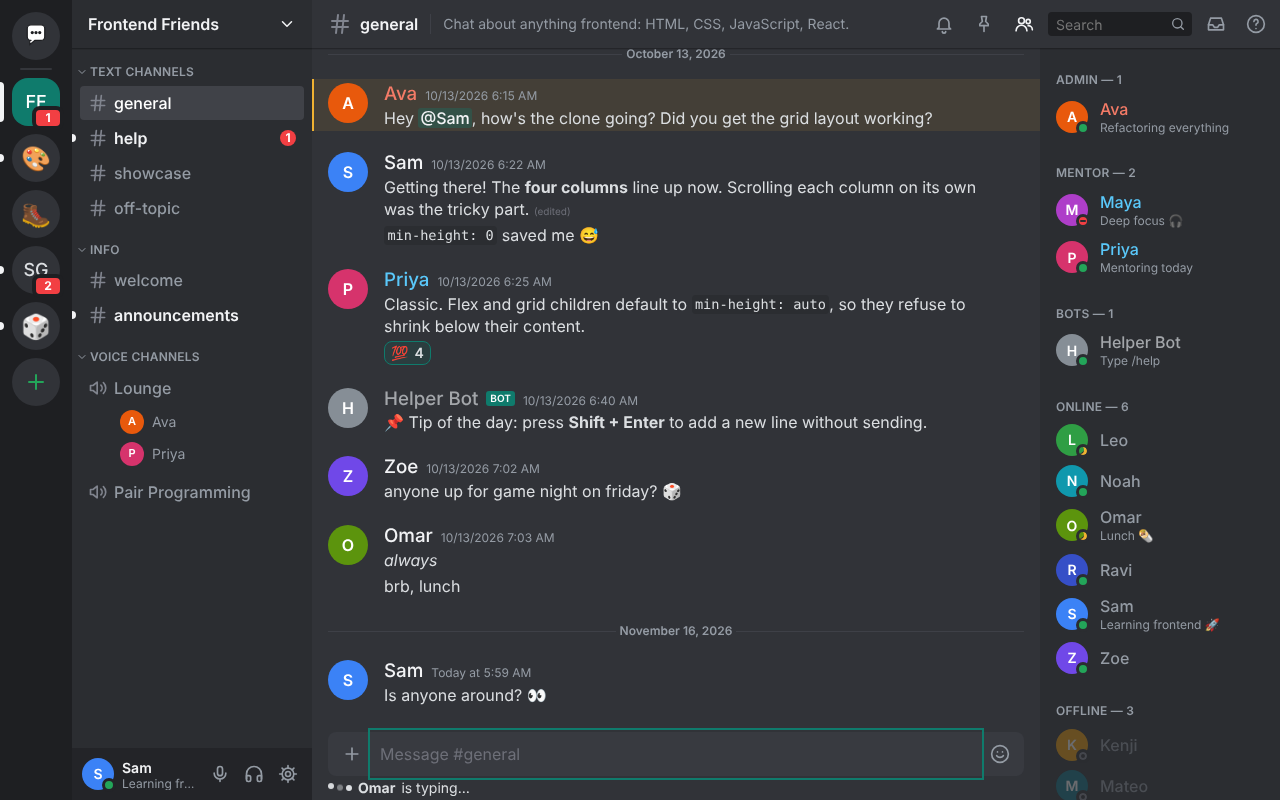 FF
1
SG
2
Frontend Friends
TEXT CHANNELS
# general
# help
1
# showcase
# off-topic
INFO
# welcome
# announcements
VOICE CHANNELS
Lounge
A
Ava
P
Priya
Pair Programming
S
Sam
Learning fr...
# general
Chat about anything frontend: HTML, CSS, JavaScript, React.
Search
October 13, 2026
A
Ava 10/13/2026 6:15 AM
Hey @Sam, how's the clone going? Did you get the grid layout working?
S
Sam 10/13/2026 6:22 AM
Getting there! The four columns line up now. Scrolling each column on its own
was the tricky part. (edited)
min-height: 0 saved me 😅
P
Priya 10/13/2026 6:25 AM
Classic. Flex and grid children default to min-height: auto, so they refuse to
shrink below their content.
💯 4
H
Helper Bot BOT 10/13/2026 6:40 AM
📌 Tip of the day: press Shift + Enter to add a new line without sending.
Z
Zoe 10/13/2026 7:02 AM
anyone up for game night on friday? 🎲
O
Omar 10/13/2026 7:03 AM
always
brb, lunch
November 16, 2026
S
Sam Today at 5:59 AM
Is anyone around? 👀
Message #general
Omar is typing...
ADMIN — 1
A
Ava
Refactoring everything
MENTOR — 2
M
Maya
Deep focus 🎧
P
Priya
Mentoring today
BOTS — 1
H
Helper Bot
Type /help
ONLINE — 6
L
Leo
N
Noah
O
Omar
Lunch 🌯
R
Ravi
S
Sam
Learning frontend 🚀
Z
Zoe
OFFLINE — 3
K
Kenji
M
Mateo